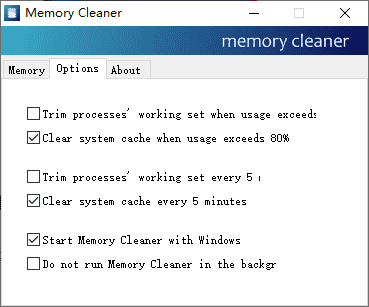 Memory Cleaner
memory cleaner
Memory Options About
Trim processes' working set when usage exceeds
Clear system cache when usage exceeds 80%
Trim processes' working set every 5
Clear system cache every 5 minutes
Start Memory Cleaner with Windows
Do not run Memory Cleaner in the backgr